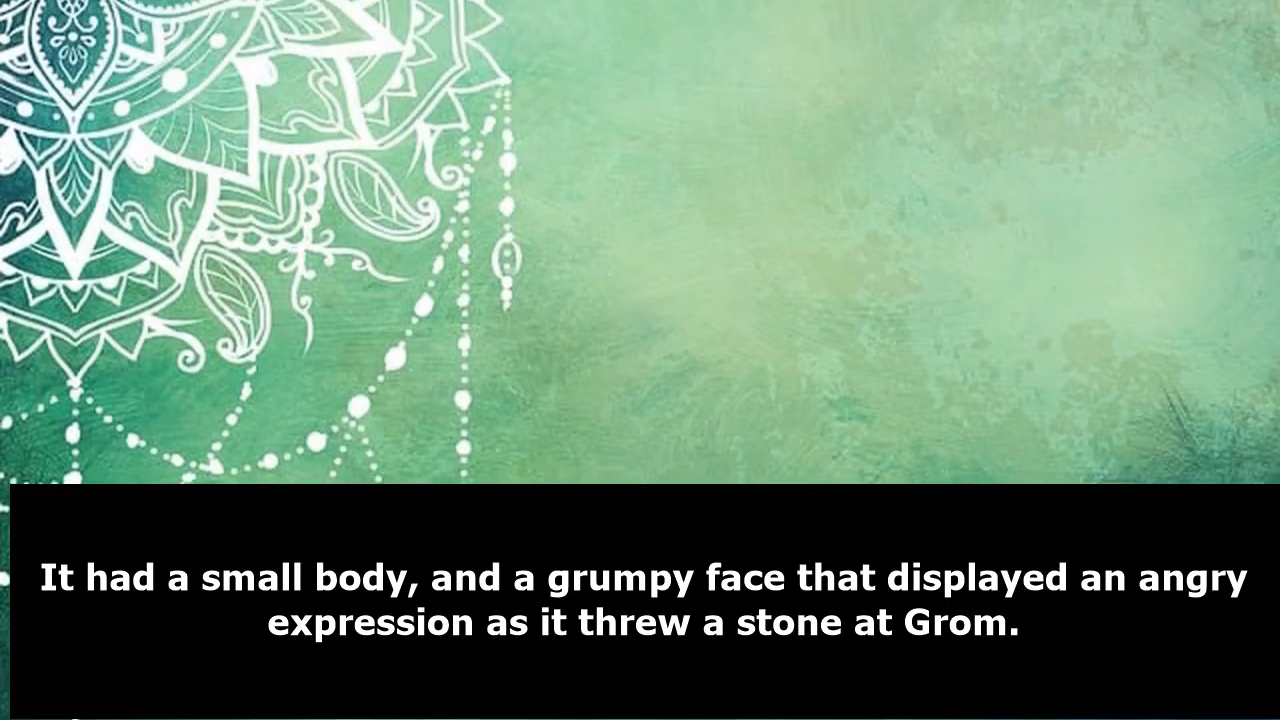 It had a small body, and a grumpy face that displayed an angry
expression as it threw a stone at Grom.